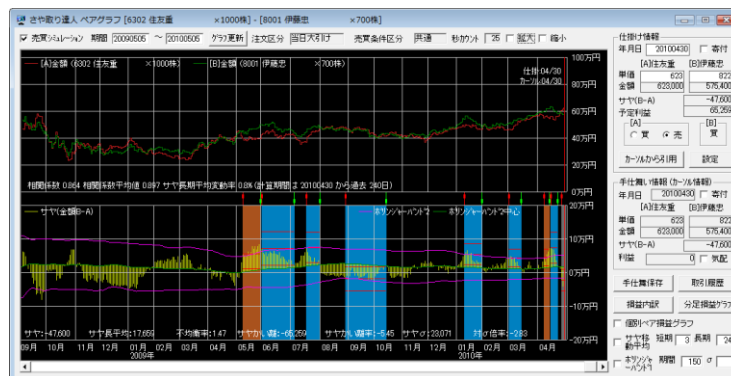 さや取り達人 ペアグラフ [6302 住友重 ×1000株] - [8001 伊藤忠 ×700株]
売買シミュレーション 期間 20090505 ～ 20100505 グラフ更新 注文区分 当日大引け 売買条件区分 共通 秒カウント 25 拡大 縮小
[A]金額 (6302 住友重 ×1000株) [B]金額 (8001 伊藤忠 ×700株)
仕掛:04/30
カーソル:04/30
100万円
80万円
60万円
40万円
20万円
0万円
相関係数 0.864 相関係数平均値 0.897 サヤ長期平均変動率 0.8% (計算期間は 20100430 から過去 240日)
サヤ(金額B-A) ボリンジャーバンド*2 ボリンジャーバンド*2中心
20万円
10万円
0万円
-10万円
-20万円
サヤ:-47,600 サヤ長平均:17,659 不均衡率:1.47 サヤかい離:-65,259 サヤかい離率:-5.45 サヤσ:23,071 対σ倍率:-2.83
09月 10月 11月 12月 01月 02月 03月 04月 05月 06月 07月 08月 09月 10月 11月 12月 01月 02月 03月 04月
2009年 2010年
仕掛け情報
年月日 20100430 寄付
[A]住友重 [B]伊藤忠
単価 623 822
金額 623,000 575,400
サヤ(B-A) -47,600
予定利益 65,259
[A] [B]
買 売 買
カーソルから引用 設定
手仕舞い情報 (カーソル情報)
年月日 20100430 寄付
[A]住友重 [B]伊藤忠
単価 623 822
金額 623,000 575,400
サヤ(B-A) -47,600
利益 0 気配
手仕舞保存 取引履歴
損益内訳 分足損益グラフ
個別ペア損益グラフ
サヤ移動平均 短期 3 長期 24
ボリンジャーバンド 期間 150 σ